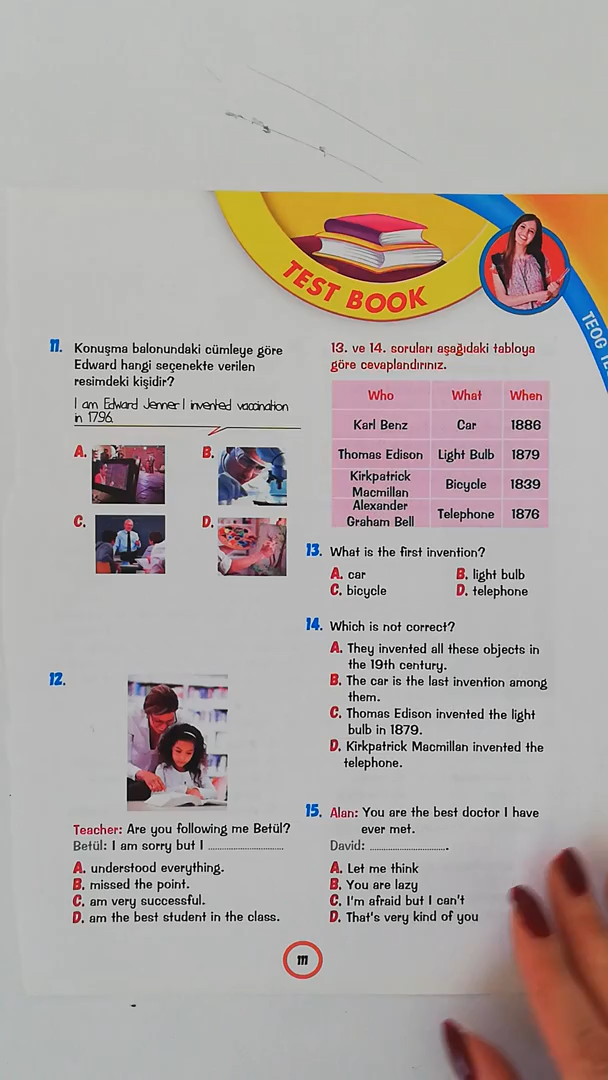 TEST BOOK
TEOG
11. Konuşma balonundaki cümleye göre
Edward hangi seçenekte verilen
resimdeki kişidir?
I am Edward Jenner I invented vaccination
in 1796.
A.
B.
C.
D.
12.
Teacher: Are you following me Betül?
Betül: I am sorry but I ........................
A. understood everything.
B. missed the point.
C. am very successful.
D. am the best student in the class.
13. ve 14. soruları aşağıdaki tabloya
göre cevaplandırınız.
Who What When
Karl Benz Car 1886
Thomas Edison Light Bulb 1879
Kirkpatrick
Macmillan Bicycle 1839
Alexander
Graham Bell Telephone 1876
13. What is the first invention?
A. car B. light bulb
C. bicycle D. telephone
14. Which is not correct?
A. They invented all these objects in
the 19th century.
B. The car is the last invention among
them.
C. Thomas Edison invented the light
bulb in 1879.
D. Kirkpatrick Macmillan invented the
telephone.
15. Alan: You are the best doctor I have
ever met.
David: ........................
A. Let me think
B. You are lazy
C. I'm afraid but I can't
D. That's very kind of you
111